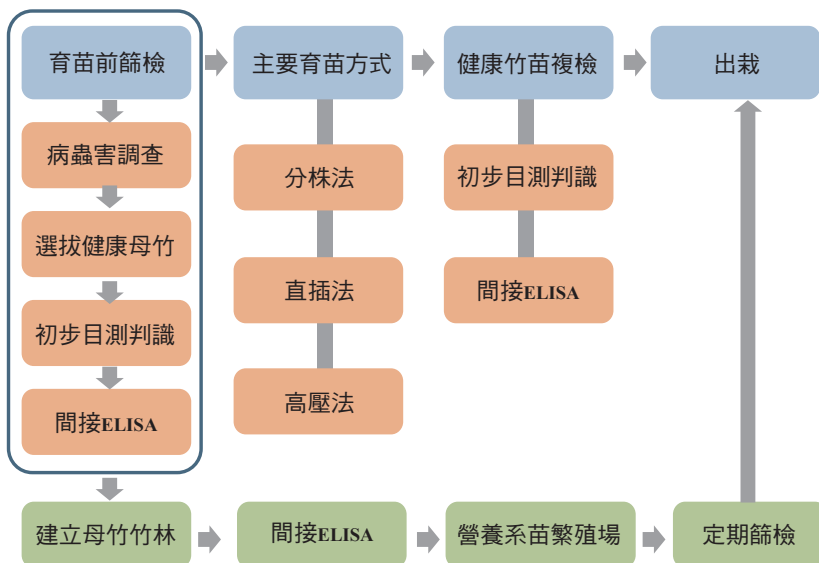 育苗前篩檢
主要育苗方式
健康竹苗複檢
出栽
病蟲害調查
分株法
初步目測判識
選拔健康母竹
直插法
間接ELISA
初步目測判識
高壓法
間接ELISA
建立母竹竹林
間接ELISA
營養系苗繁殖場
定期篩檢